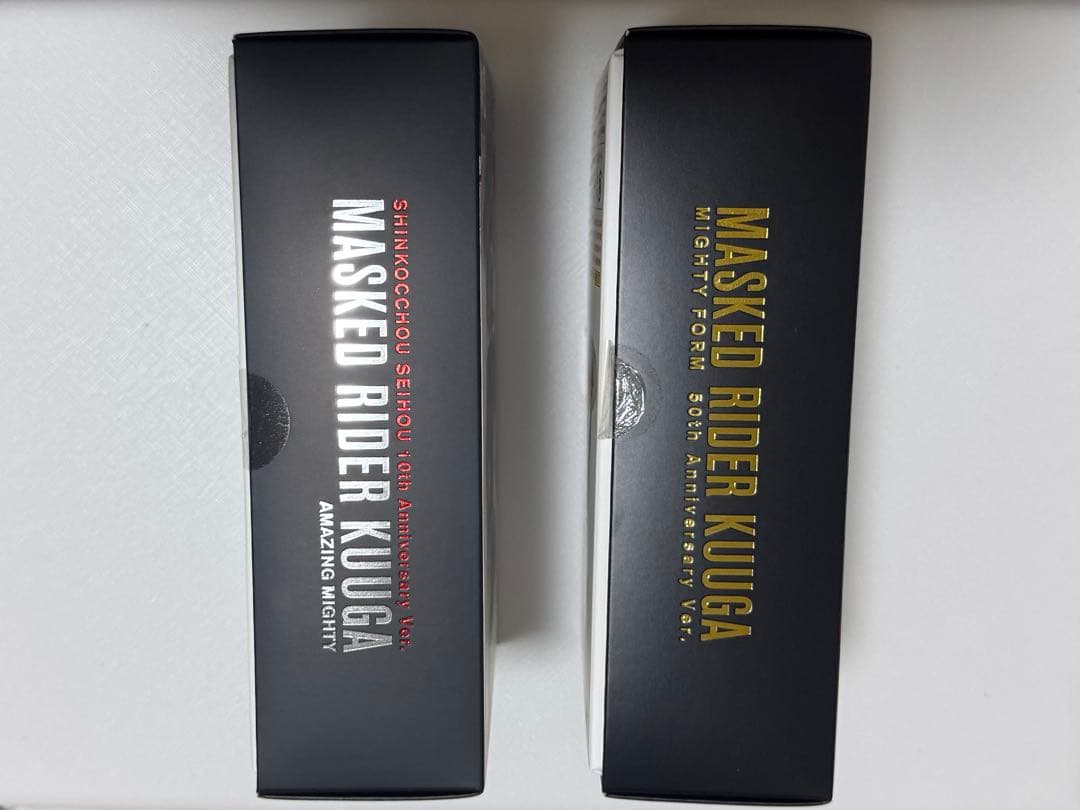 SHINKOCCHOU SEIHOU 10th Anniversary Ver.
MASKED RIDER KUUGA
AMAZING MIGHTY
MASKED RIDER KUUGA
MIGHTY FORM 50th Anniversary Ver.